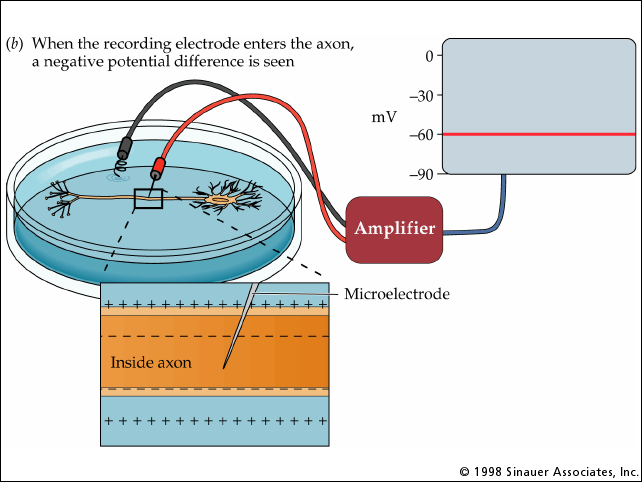 (b) When the recording electrode enters the axon,
a negative potential difference is seen
0
–30
mV
–60
–90
Amplifier
Microelectrode
+ + + + + + + + + + + + + + + +
Inside axon
+ + + + + + + + + + + + + + + +
© 1998 Sinauer Associates, Inc.